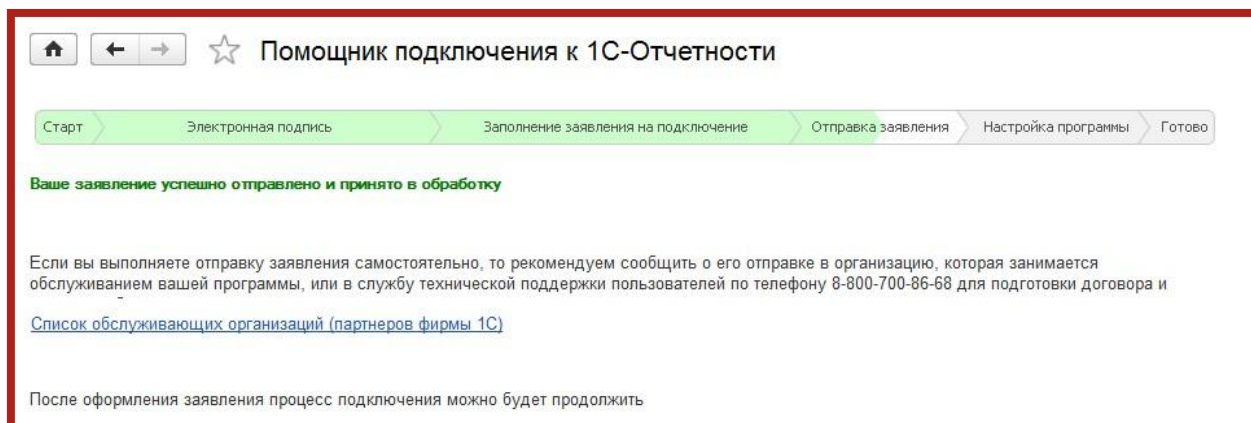 Помощник подключения к 1С-Отчетности
Старт Электронная подпись Заполнение заявления на подключение Отправка заявления Настройка программы Готово
Ваше заявление успешно отправлено и принято в обработку
Если вы выполняете отправку заявления самостоятельно, то рекомендуем сообщить о его отправке в организацию, которая занимается
обслуживанием вашей программы, или в службу технической поддержки пользователей по телефону 8-800-700-86-68 для подготовки договора и
Список обслуживающих организаций (партнеров фирмы 1С)
После оформления заявления процесс подключения можно будет продолжить